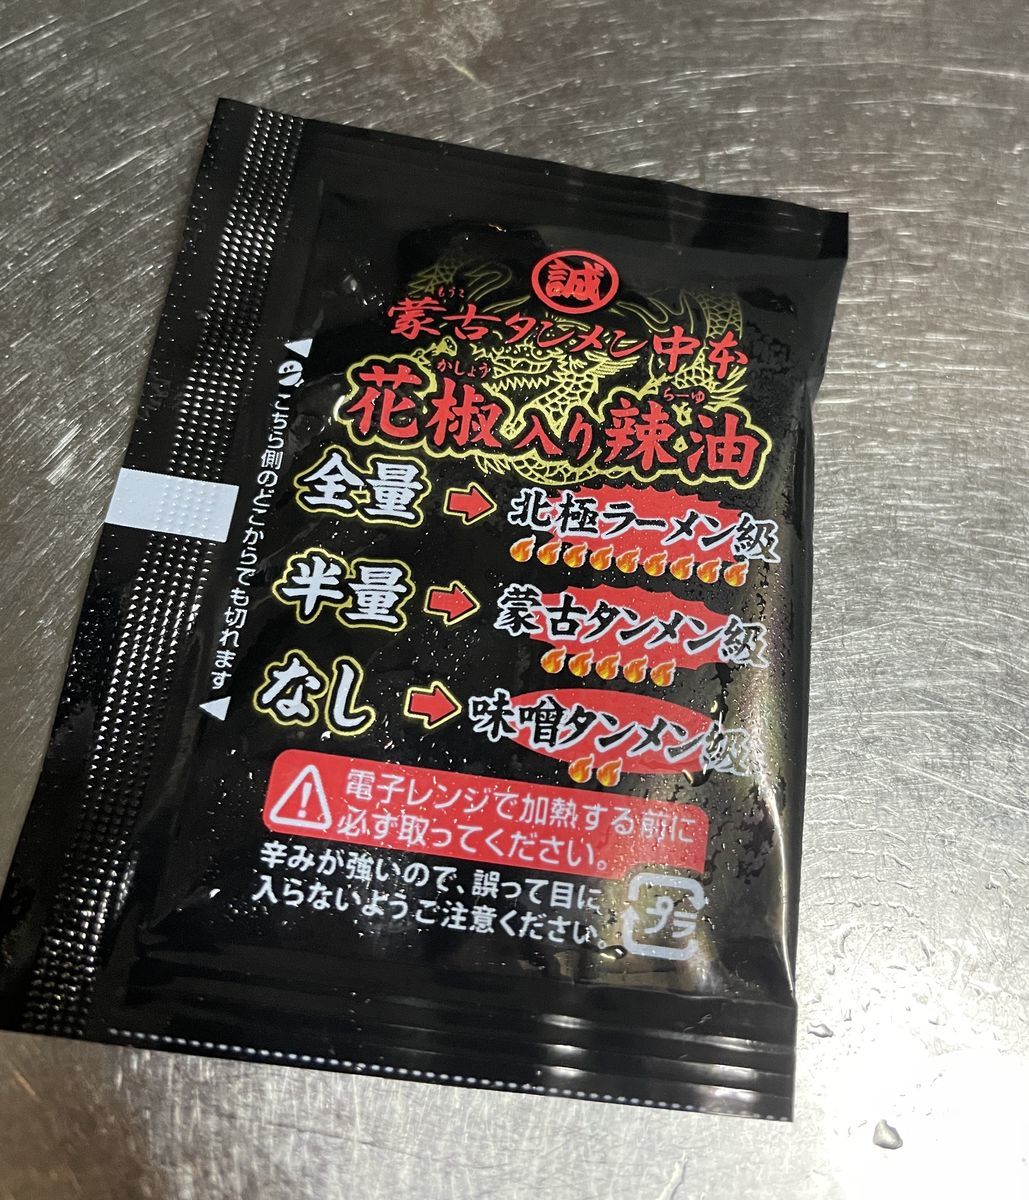 誠
もうこ
蒙古タンメン中本
かしょう
らーゆ
花椒入り辣油
全量
北極ラーメン級
半量
蒙古タンメン級
なし
味噌タンメン級
電子レンジで加熱する前に
必ず取ってください。
辛みが強いので、誤って目に
入らないようご注意ください。
プラ
こちら側のどこからでも切れます